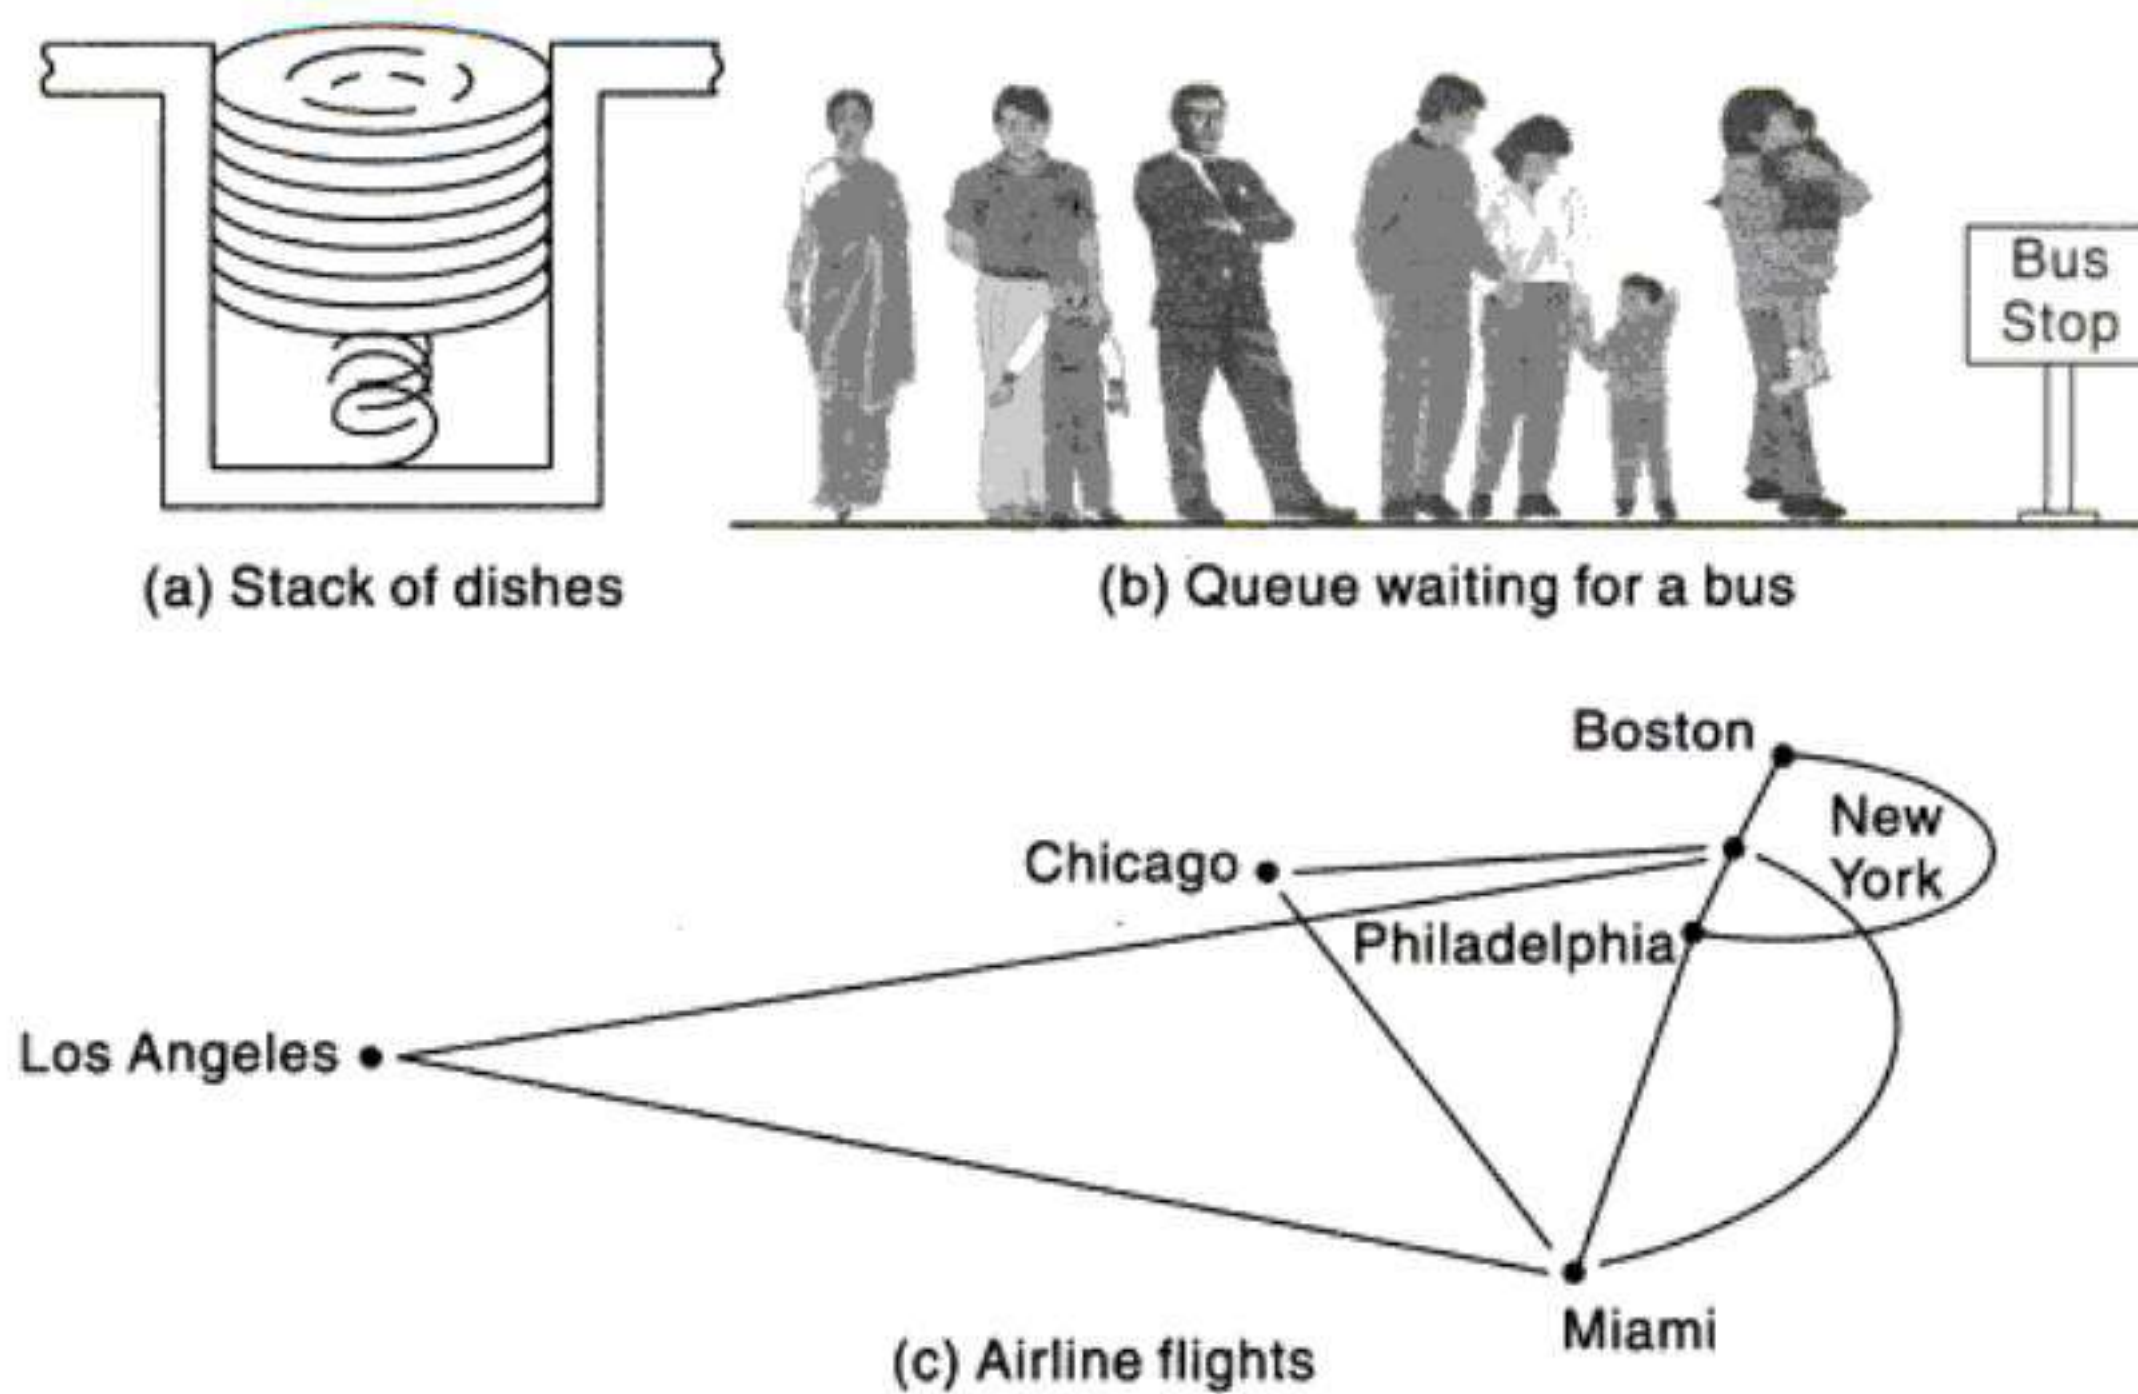 Bus
Stop
(a) Stack of dishes
(b) Queue waiting for a bus
Boston
New
York
Chicago
Philadelphia
Los Angeles
Miami
(c) Airline flights